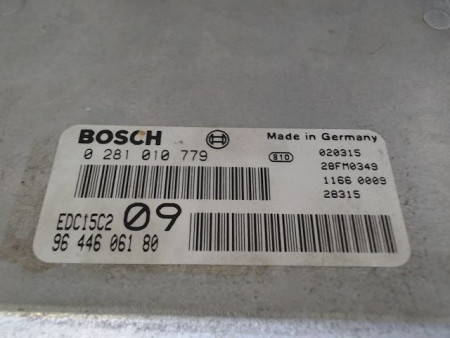 BOSCH Made in Germany
0 281 010 779 810 020315
28FM0349
1166 0009
28315
EDC15C2 09
96 446 061 80